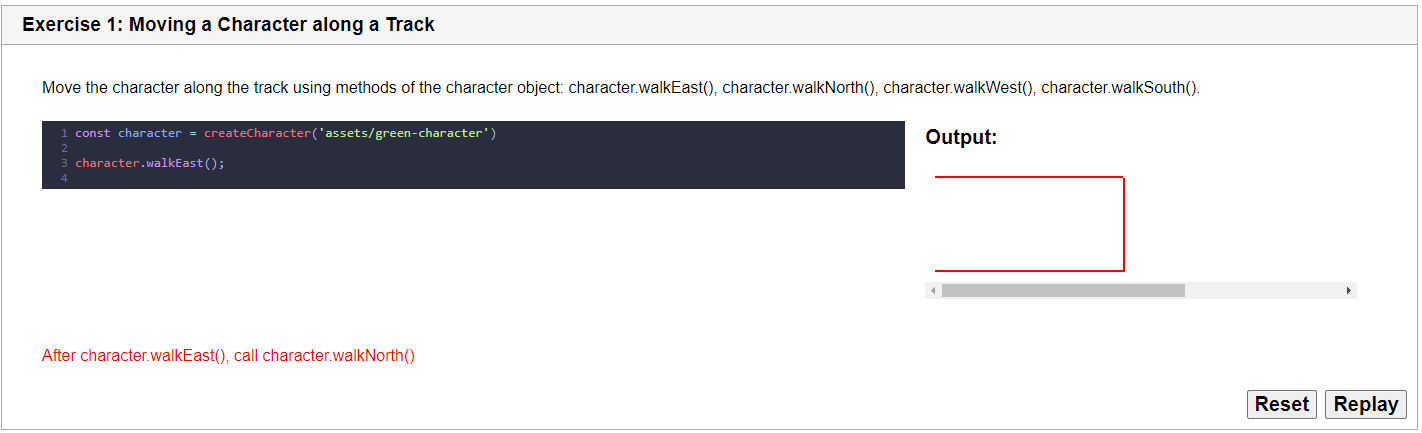 Exercise 1: Moving a Character along a Track
Move the character along the track using methods of the character object: character.walkEast(), character.walkNorth(), character.walkWest(), character.walkSouth().
1 const character = createCharacter('assets/green-character')
2
3 character.walkEast();
4
Output:
After character.walkEast(), call character.walkNorth()
Reset Replay